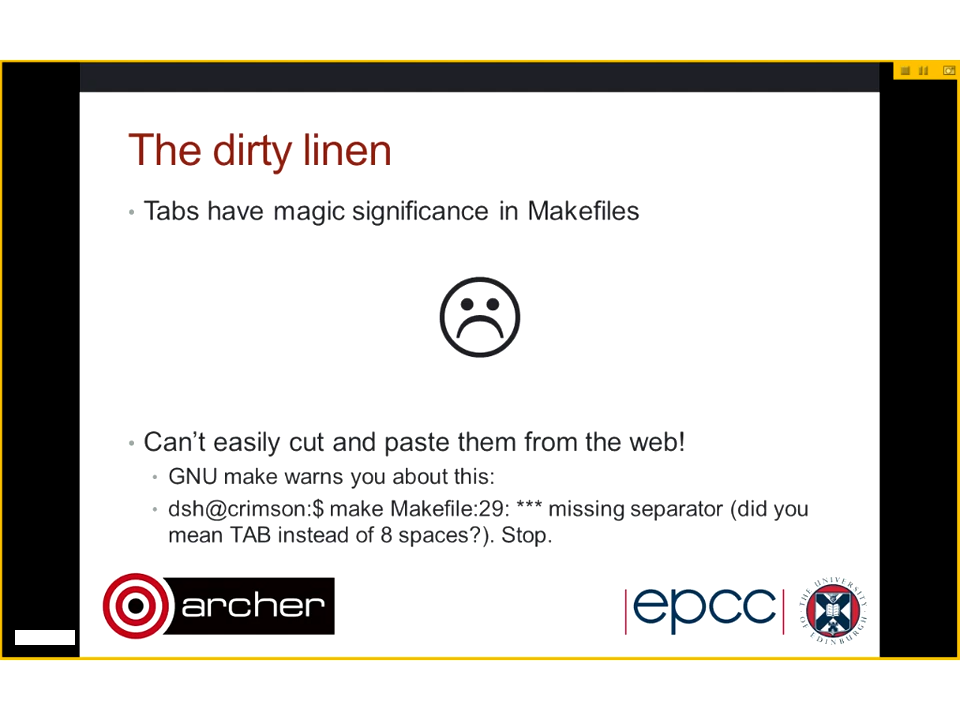 The dirty linen
• Tabs have magic significance in Makefiles
• Can’t easily cut and paste them from the web!
• GNU make warns you about this:
• dsh@crimson:$ make Makefile:29: *** missing separator (did you
mean TAB instead of 8 spaces?). Stop.
archer
|epcc|
THE UNIVERSITY
OF EDINBURGH